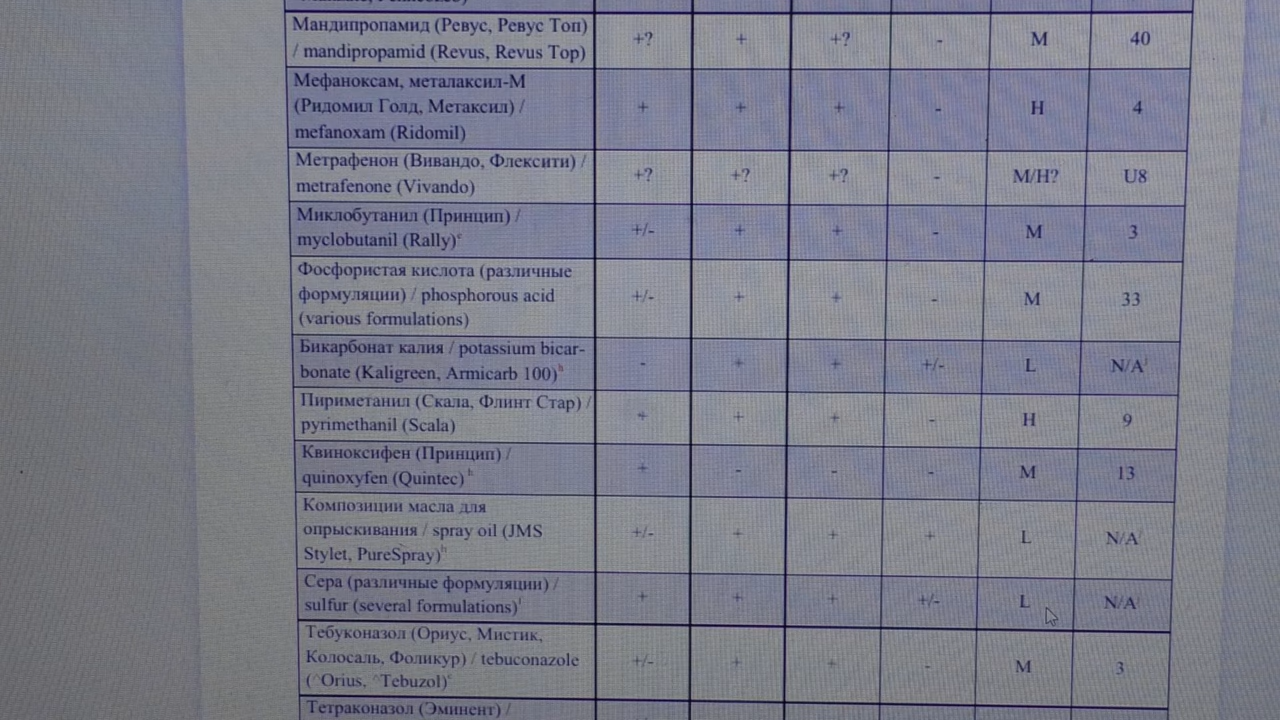 Мандипропамид (Ревус, Ревус Топ)
/ mandipropamid (Revus, Revus Top)
+? + +? - M 40
Мефаноксам, металаксил-М
(Ридомил Голд, Метаксил) /
mefanoxam (Ridomil)
+ + + - H 4
Метрафенон (Вивандо, Флексити) /
metrafenone (Vivando)
+? +? +? - M/H? U8
Миклобутанил (Принцип) /
myclobutanil (Rally)
+/- + + - M 3
Фосфористая кислота (различные
формуляции) / phosphorous acid
(various formulations)
+/- + + - M 33
Бикарбонат калия / potassium bicar-
bonate (Kaligreen, Armicarb 100)
- + + +/- L N/A
Пириметанил (Скала, Флинт Стар) /
pyrimethanil (Scala)
+ + + - H 9
Квиноксифен (Принцип) /
quinoxyfen (Quintec)
+ - - - M 13
Композиции масла для
опрыскивания / spray oil (JMS
Stylet, PureSpray)
+/- + + + L N/A
Сера (различные формуляции) /
sulfur (several formulations)
+ + + +/- L N/A
Тебуконазол (Ориус, Мистик,
Колосаль, Фоликур) / tebuconazole
(^Orius, ^Tebuzol)
+/- + + - M 3
Тетраконазол (Эминент) /